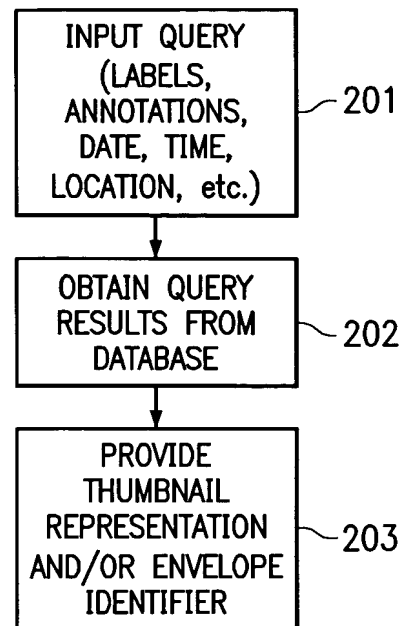 INPUT QUERY
(LABELS,
ANNOTATIONS,
DATE, TIME,
LOCATION, etc.)
201
OBTAIN QUERY
RESULTS FROM
DATABASE
202
PROVIDE
THUMBNAIL
REPRESENTATION
AND/OR ENVELOPE
IDENTIFIER
203